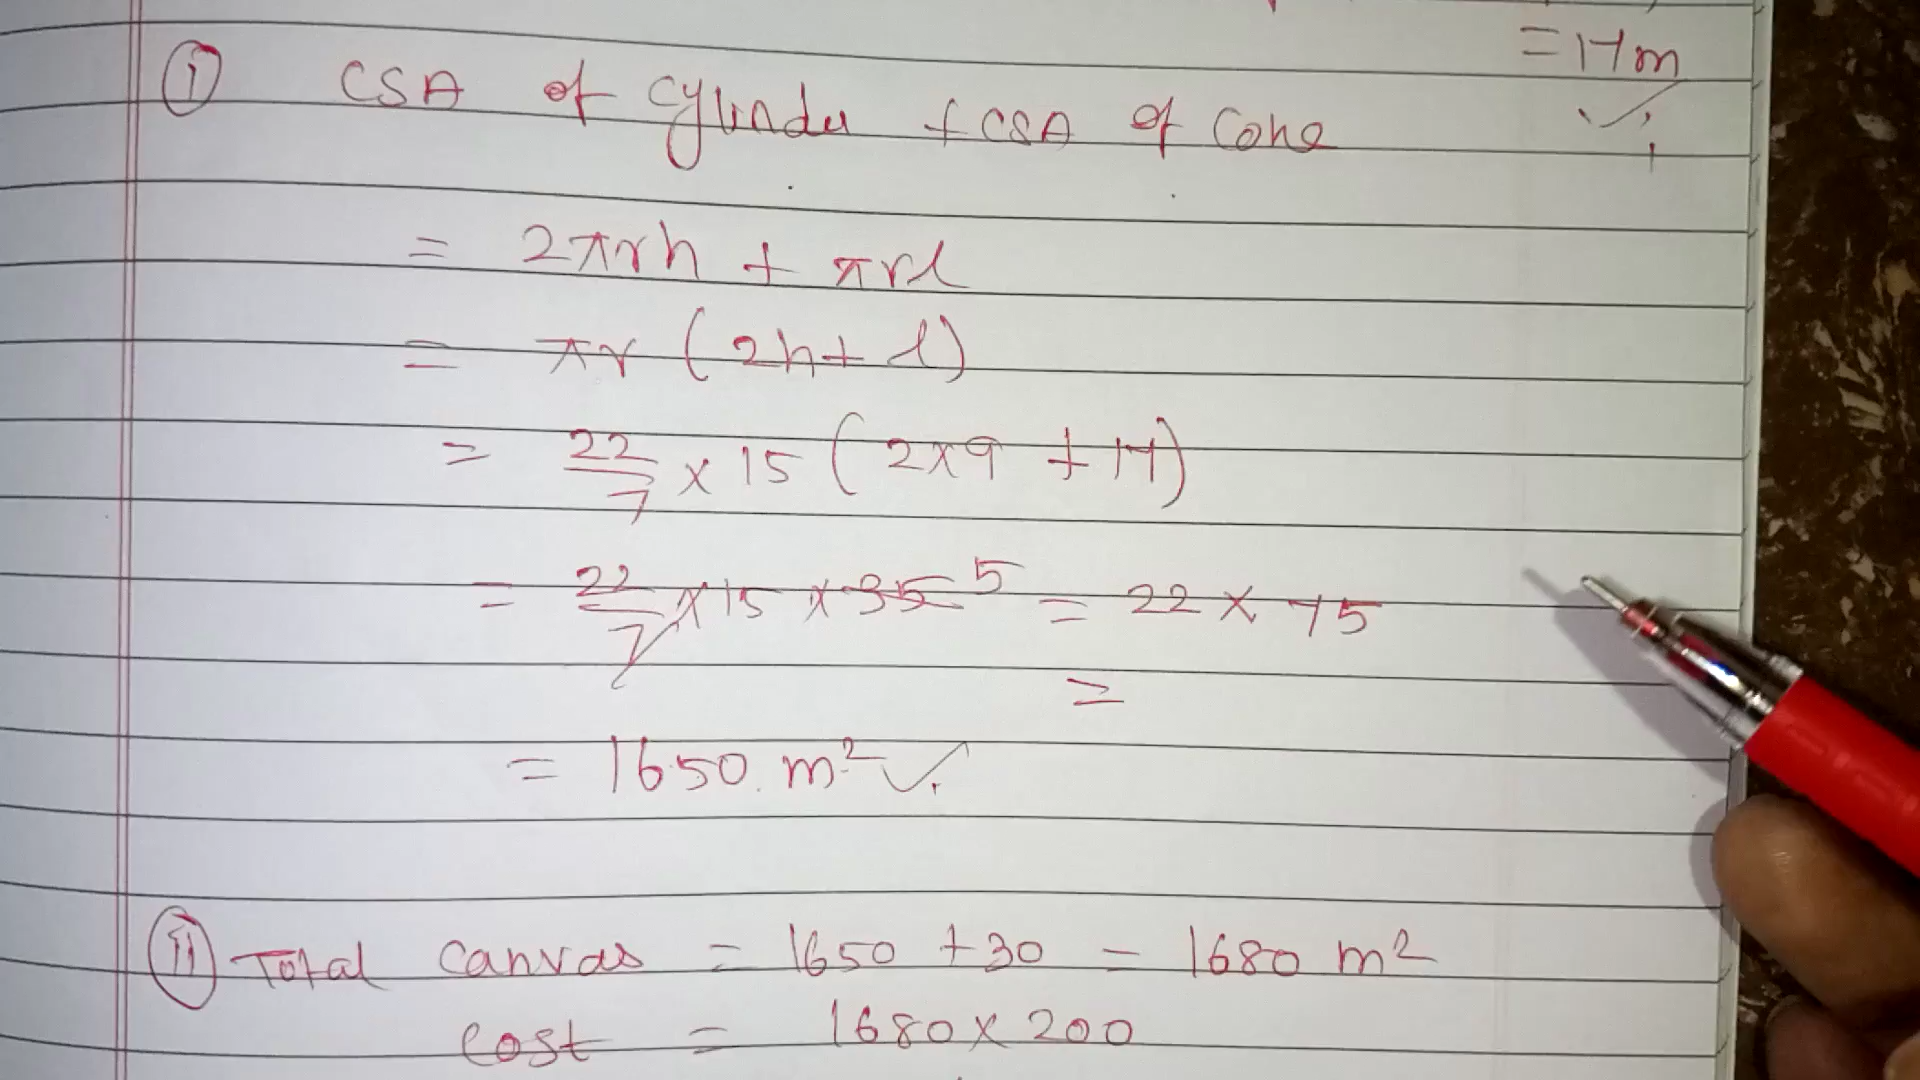 = 17m
(i) CSA of Cylinder + CSA of Cone
= 2πrh + πrl
= πr (2h + l)
= 22/7 × 15 (2×9 + 17)
= 22/7 × 15 × 35 5 = 22 × 75
=
= 1650 m²
(ii) Total Canvas = 1650 + 30 = 1680 m²
Cost = 1680 × 200